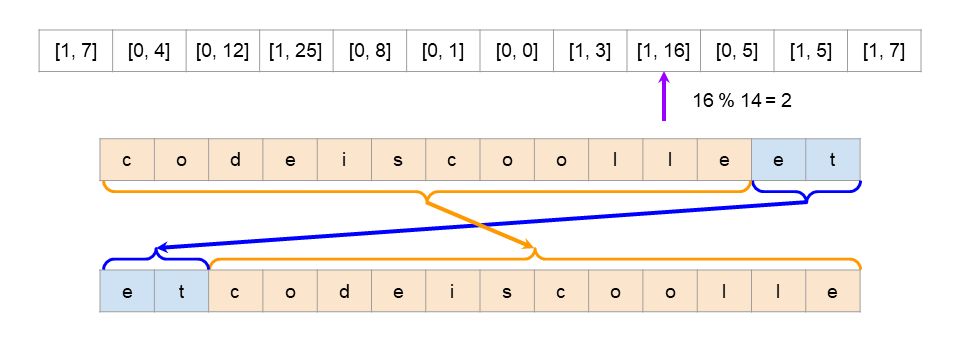 [1, 7] [0, 4] [0, 12] [1, 25] [0, 8] [0, 1] [0, 0] [1, 3] [1, 16] [0, 5] [1, 5] [1, 7]
16 % 14 = 2
c o d e i s c o o l l e e t
e t c o d e i s c o o l l e